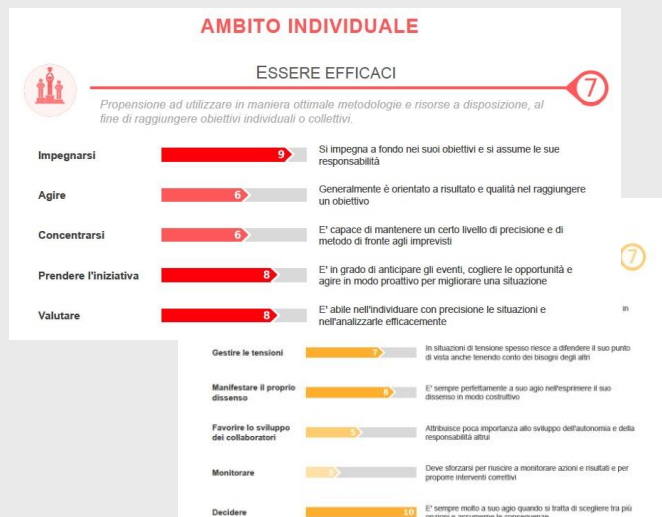 AMBITO INDIVIDUALE
ESSERE EFFICACI
7
Propensione ad utilizzare in maniera ottimale metodologie e risorse a disposizione, al
fine di raggiungere obiettivi individuali o collettivi.
Impegnarsi
9
Si impegna a fondo nei suoi obiettivi e si assume le sue
responsabilità
Agire
6
Generalmente è orientato a risultato e qualità nel raggiungere
un obiettivo
Concentrarsi
6
E' capace di mantenere un certo livello di precisione e di
metodo di fronte agli imprevisti
Prendere l'iniziativa
8
E' in grado di anticipare gli eventi, cogliere le opportunità e
agire in modo proattivo per migliorare una situazione
Valutare
8
E' abile nell'individuare con precisione le situazioni e
nell'analizzarle efficacemente
7
in
Gestire le tensioni
7
In situazioni di tensione spesso riesce a difendere il suo punto
di vista anche tenendo conto dei bisogni degli altri
Manifestare il proprio
dissenso
8
E' sempre perfettamente a suo agio nell'esprimere il suo
dissenso in modo costruttivo
Favorire lo sviluppo
dei collaboratori
5
Attribuisce poca importanza allo sviluppo dell'autonomia e della
responsabilità altrui
Monitorare
Deve sforzarsi per riuscire a monitorare azioni e risultati e per
proporre interventi correttivi
Decidere
10
E' sempre molto a suo agio quando si tratta di scegliere tra più
opzioni e assumerne le conseguenze